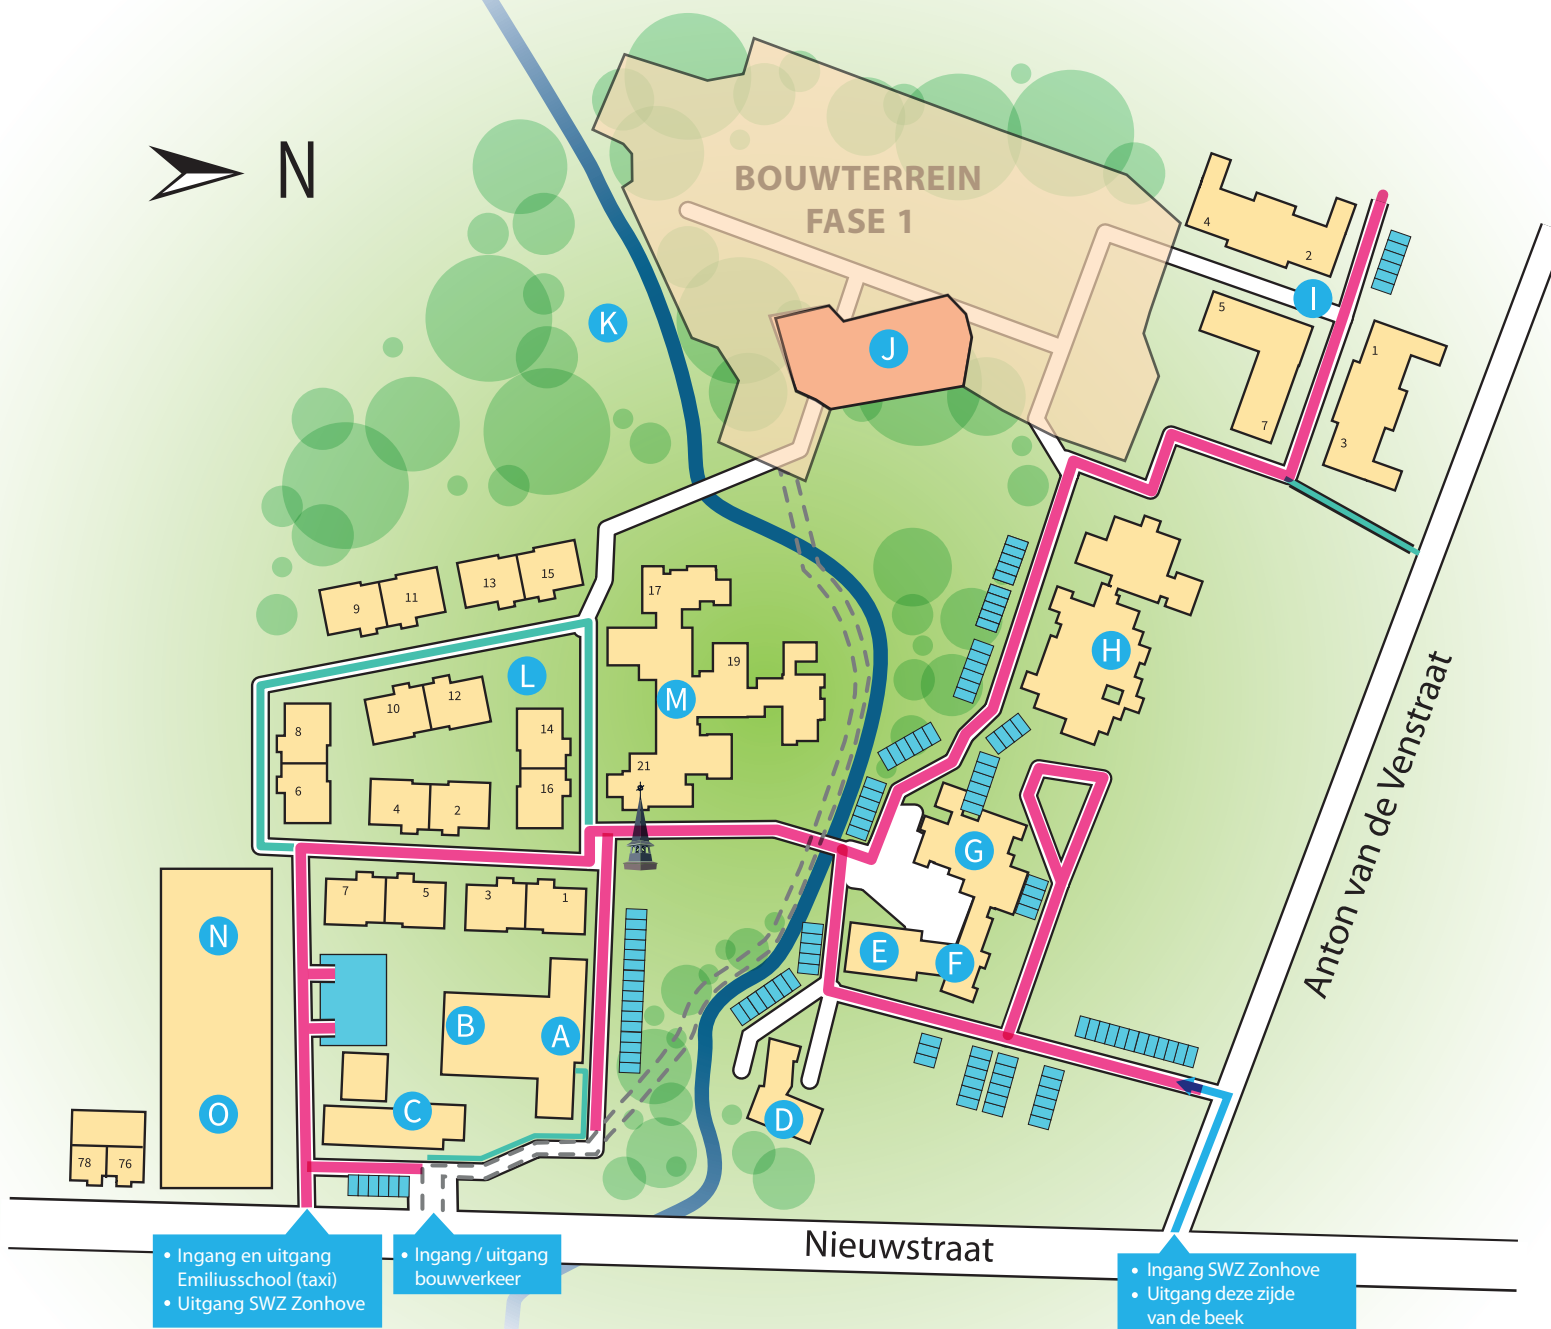 N
BOUWTERREIN
FASE 1
4
2
I
5
1
K
J
7
3
15
13
11
9
17
H
19
L
12
10
M
14
8
21
16
6
4
2
G
7
5
3
1
N
E
F
B
A
C
O
D
78
76
Anton van de Venstraat
Nieuwstraat
• Ingang en uitgang
Emiliusschool (taxi)
• Uitgang SWZ Zonhove
• Ingang / uitgang
bouwverkeer
• Ingang SWZ Zonhove
• Uitgang deze zijde
van de beek